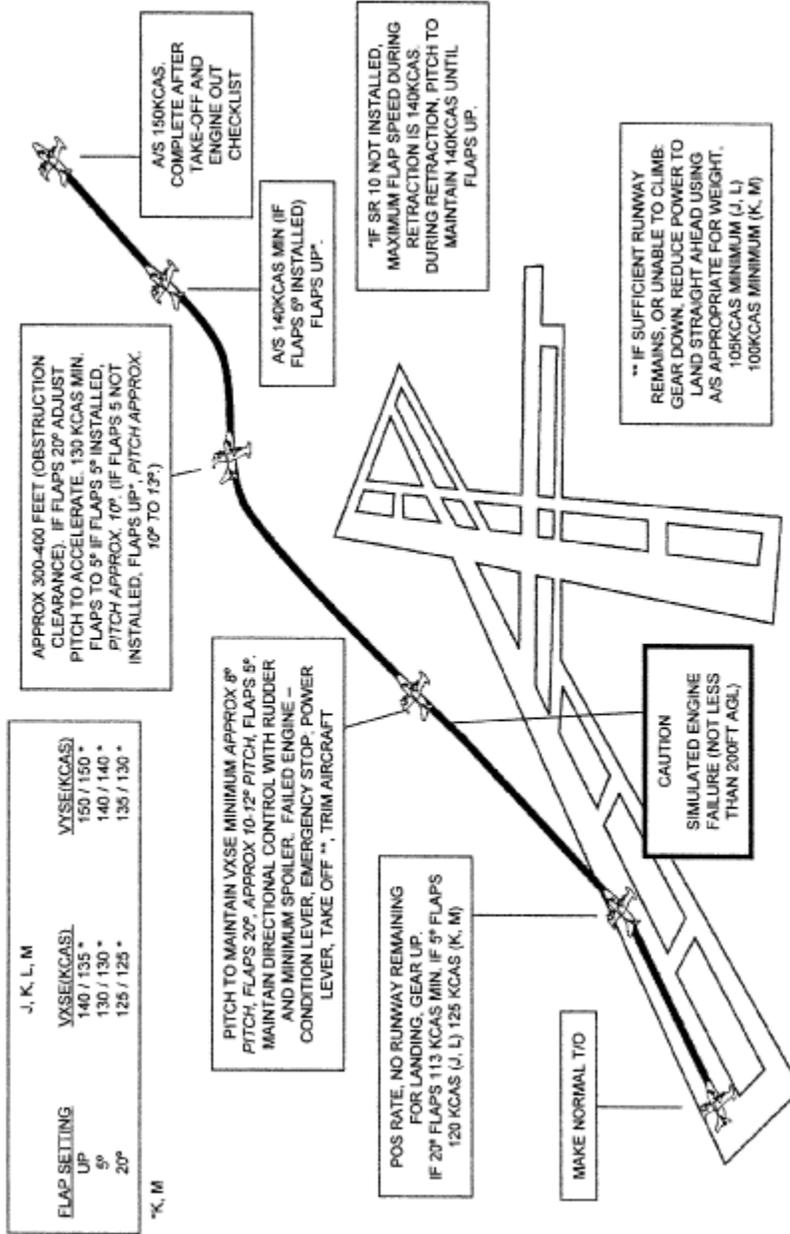 J, K, L, M
FLAP SETTING VXSE(KCAS) VYSE(KCAS)
UP 140 / 135 * 150 / 150 *
5º 130 / 130 * 140 / 140 *
20º 125 / 125 * 135 / 130 *
*K, M
MAKE NORMAL T/O
POS RATE, NO RUNWAY REMAINING
FOR LANDING, GEAR UP.
IF 20º FLAPS 113 KCAS MIN. IF 5º FLAPS
120 KCAS (J, L) 125 KCAS (K, M)
PITCH TO MAINTAIN VXSE MINIMUM APPROX 8º
PITCH, FLAPS 20º, APPROX 10-12º PITCH, FLAPS 5º.
MAINTAIN DIRECTIONAL CONTROL WITH RUDDER
AND MINIMUM SPOILER. FAILED ENGINE –
CONDITION LEVER, EMERGENCY STOP; POWER
LEVER, TAKE OFF **, TRIM AIRCRAFT
CAUTION
SIMULATED ENGINE
FAILURE (NOT LESS
THAN 200FT AGL)
APPROX 300-400 FEET (OBSTRUCTION
CLEARANCE). IF FLAPS 20º ADJUST
PITCH TO ACCELERATE. 130 KCAS MIN.
FLAPS TO 5º IF FLAPS 5º INSTALLED,
PITCH APPROX. 10º. (IF FLAPS 5 NOT
INSTALLED, FLAPS UP*, PITCH APPROX.
10º TO 13º.)
A/S 140KCAS MIN (IF
FLAPS 5º INSTALLED)
FLAPS UP*.
A/S 150KCAS.
COMPLETE AFTER
TAKE-OFF AND
ENGINE OUT
CHECKLIST
*IF SR 10 NOT INSTALLED,
MAXIMUM FLAP SPEED DURING
RETRACTION IS 140KCAS.
DURING RETRACTION, PITCH TO
MAINTAIN 140KCAS UNTIL
FLAPS UP.
** IF SUFFICIENT RUNWAY
REMAINS, OR UNABLE TO CLIMB:
GEAR DOWN, REDUCE POWER TO
LAND STRAIGHT AHEAD USING
A/S APPROPRIATE FOR WEIGHT.
105KCAS MINIMUM (J, L)
100KCAS MINIMUM (K, M)